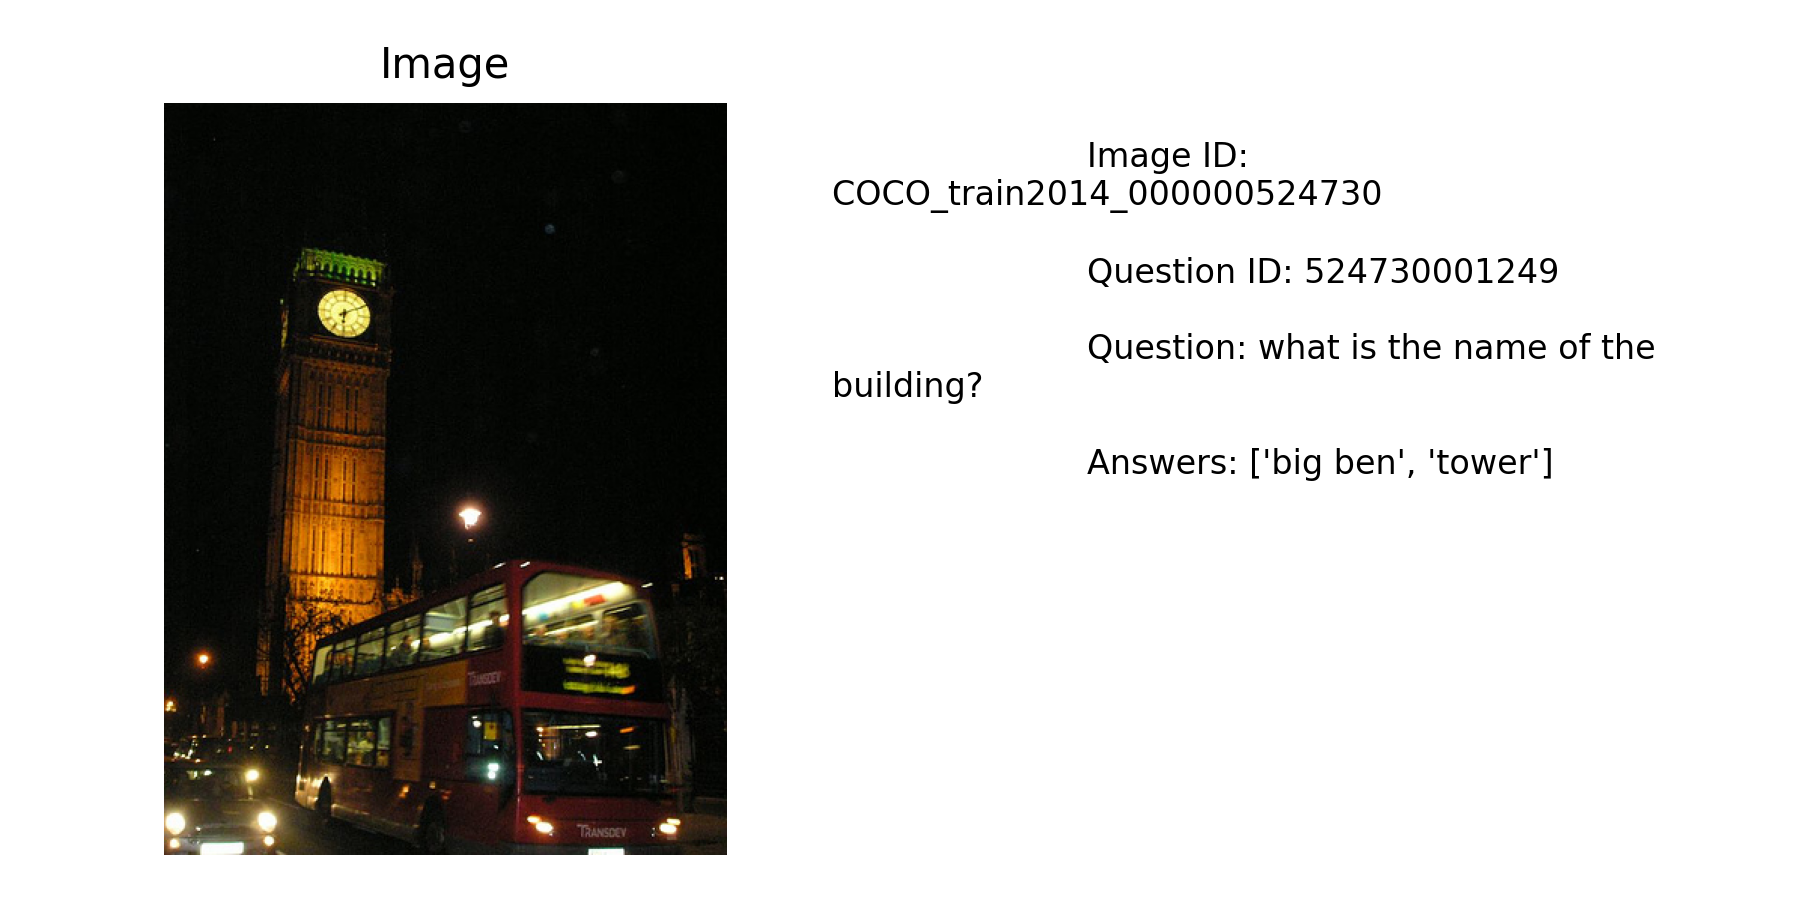 Image
Image ID:
COCO_train2014_000000524730
Question ID: 524730001249
Question: what is the name of the
building?
Answers: ['big ben', 'tower']
TRANSDEV
TRANSDEV